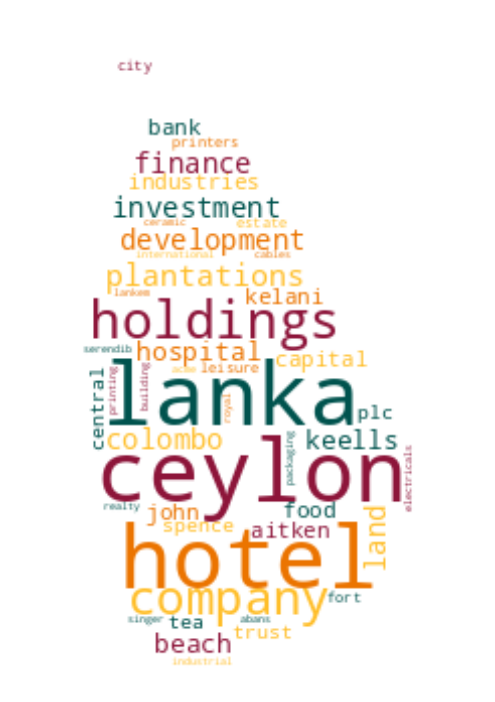 city
bank
printers
finance
industries
investment
ceramic estate
development
international cables
plantations
lankem kelani
holdings
serendib hospital capital
acme leisure
lanka
central printing building royal
plc
colombo keells
packaging
ceylon
electricals
realty john food
spence aitken
land
hotel
company fort
singer tea abans
trust
beach
industrial